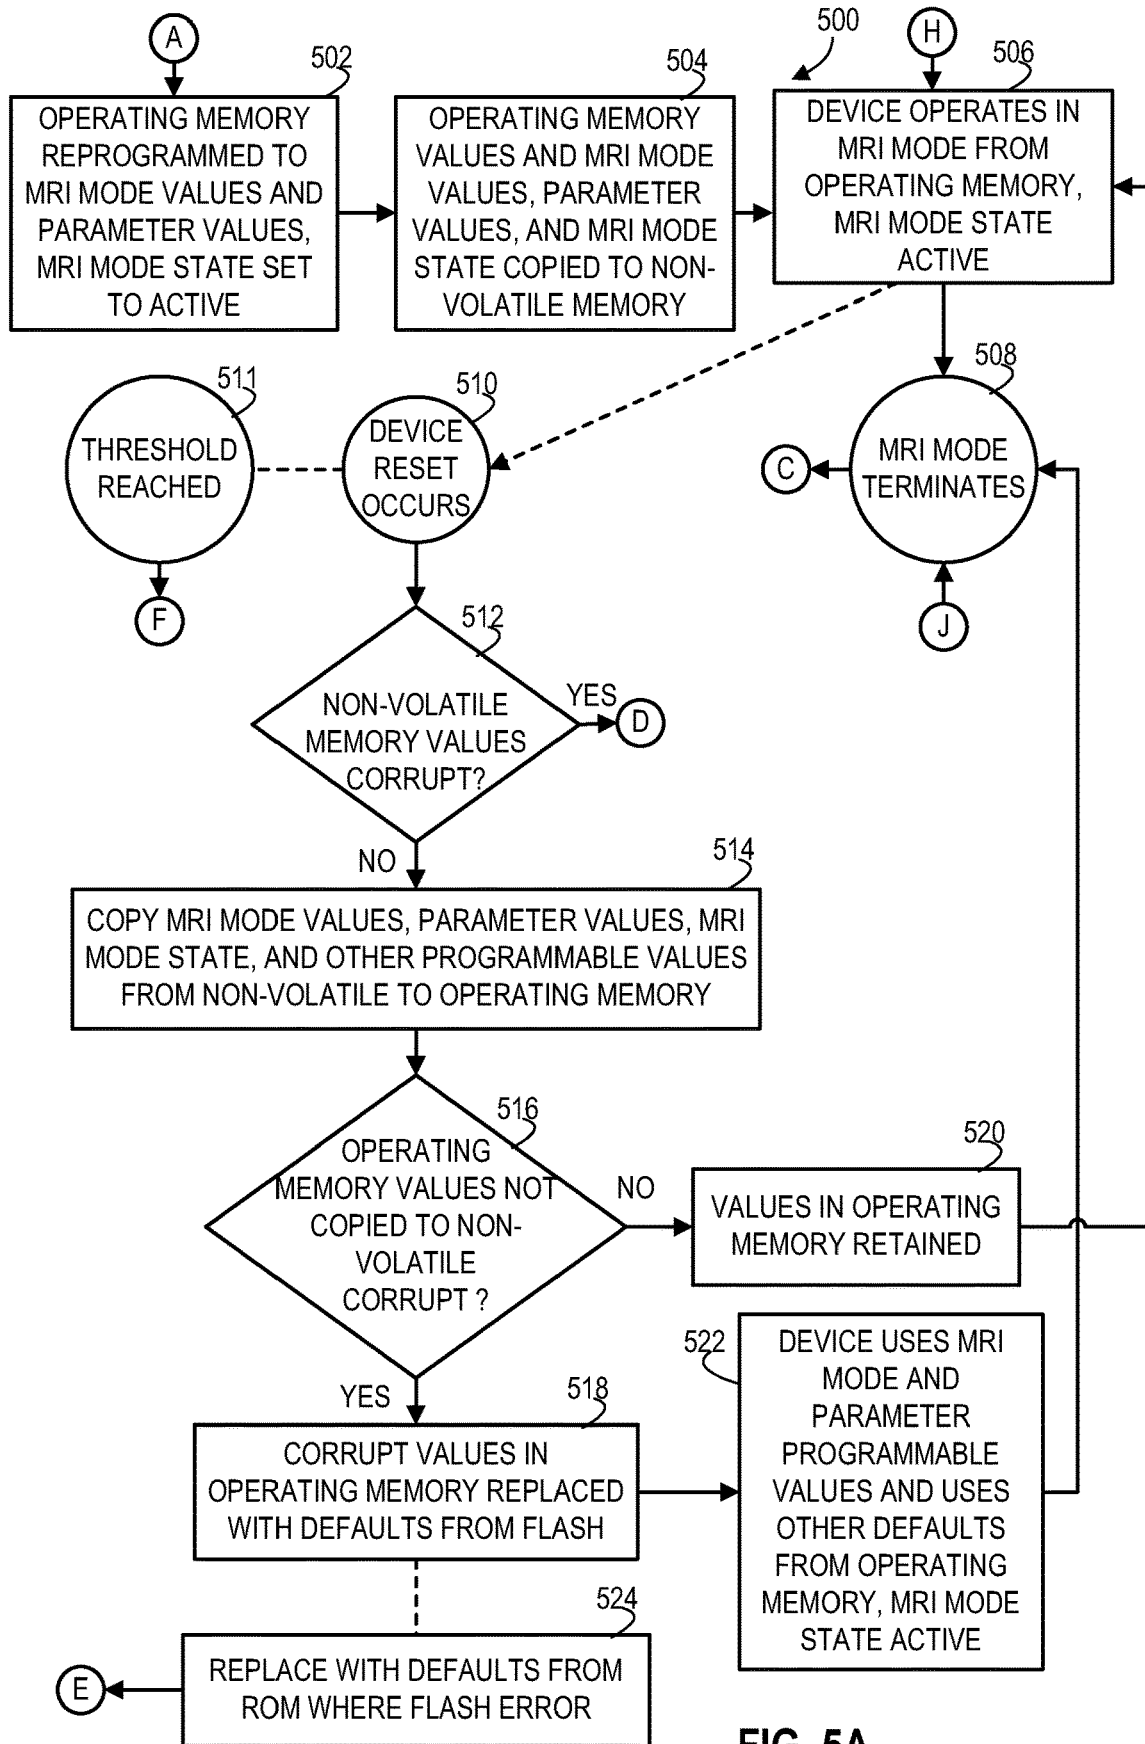 A
502
OPERATING MEMORY
REPROGRAMMED TO
MRI MODE VALUES AND
PARAMETER VALUES,
MRI MODE STATE SET
TO ACTIVE
504
OPERATING MEMORY
VALUES AND MRI MODE
VALUES, PARAMETER
VALUES, AND MRI MODE
STATE COPIED TO NON-
VOLATILE MEMORY
500
H
506
DEVICE OPERATES IN
MRI MODE FROM
OPERATING MEMORY,
MRI MODE STATE
ACTIVE
511
THRESHOLD
REACHED
F
510
DEVICE
RESET
OCCURS
508
MRI MODE
TERMINATES
C
J
512
NON-VOLATILE
MEMORY VALUES
CORRUPT?
YES
D
NO
514
COPY MRI MODE VALUES, PARAMETER VALUES, MRI
MODE STATE, AND OTHER PROGRAMMABLE VALUES
FROM NON-VOLATILE TO OPERATING MEMORY
516
OPERATING
MEMORY VALUES NOT
COPIED TO NON-
VOLATILE
CORRUPT ?
NO
520
VALUES IN OPERATING
MEMORY RETAINED
YES
518
CORRUPT VALUES IN
OPERATING MEMORY REPLACED
WITH DEFAULTS FROM FLASH
522
DEVICE USES MRI
MODE AND
PARAMETER
PROGRAMMABLE
VALUES AND USES
OTHER DEFAULTS
FROM OPERATING
MEMORY, MRI MODE
STATE ACTIVE
524
REPLACE WITH DEFAULTS FROM
ROM WHERE FLASH ERROR
E
FIG. 5A